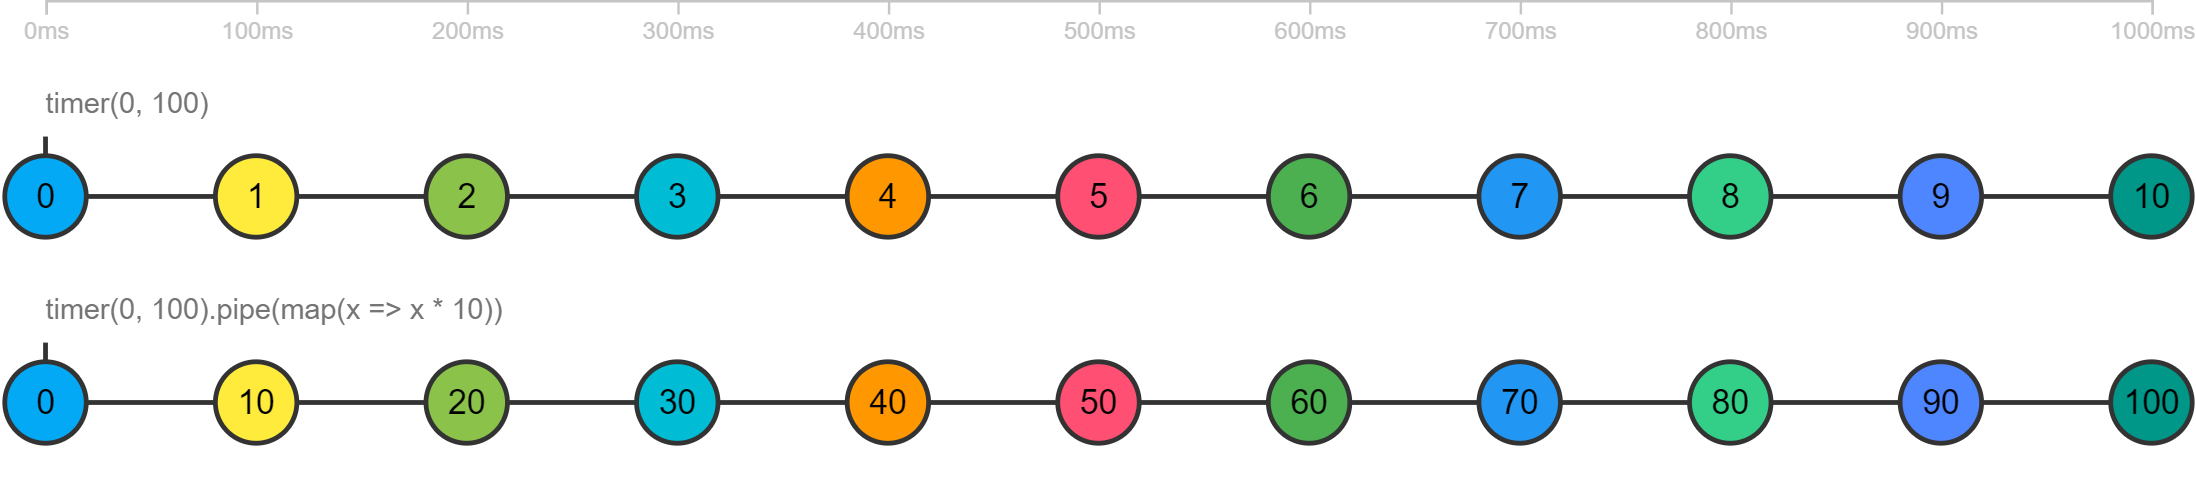 0ms 100ms 200ms 300ms 400ms 500ms 600ms 700ms 800ms 900ms 1000ms
timer(0, 100)
0 1 2 3 4 5 6 7 8 9 10
timer(0, 100).pipe(map(x => x * 10))
0 10 20 30 40 50 60 70 80 90 100